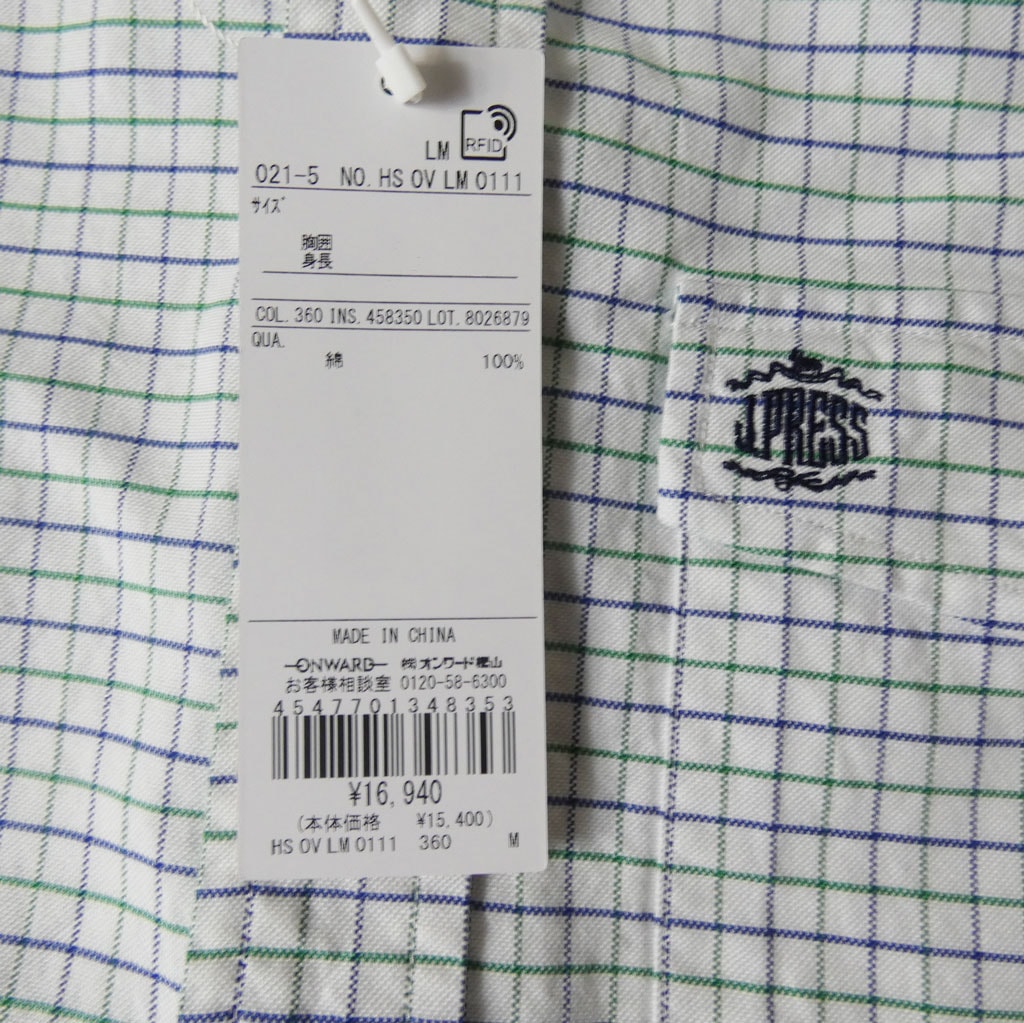 RFID
LM
021-5 NO. HS OV LM 0111
サイズ
胸囲
身長
COL. 360 INS. 458350 LOT. 8026879
QUA.
綿 100%
MADE IN CHINA
ONWARD ㈱オンワード樫山
お客様相談室 0120-58-6300
4547701348353
¥16,940
(本体価格 ¥15,400)
HS OV LM 0111 360 M
J.PRESS